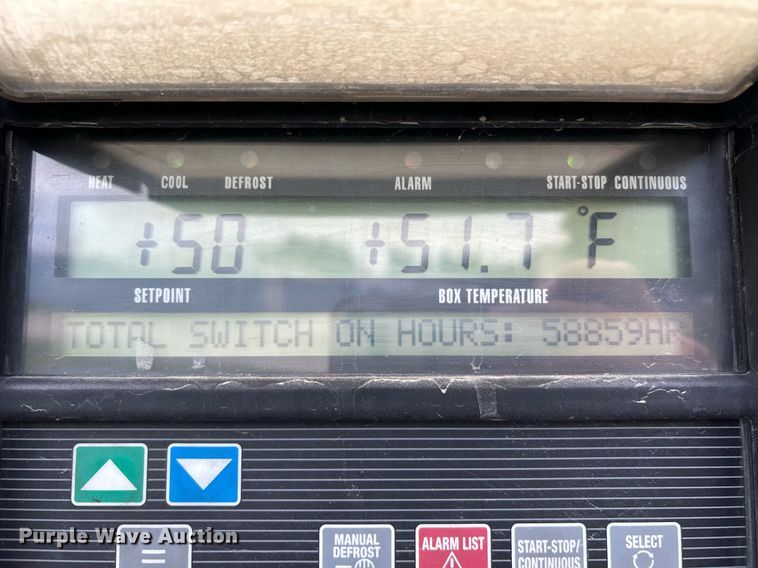 HEAT COOL DEFROST ALARM START-STOP CONTINUOUS
+50 +51.7 °F
SETPOINT BOX TEMPERATURE
TOTAL SWITCH ON HOURS: 58859HR
MANUAL DEFROST
ALARM LIST
START-STOP/ CONTINUOUS
SELECT
=
Purple Wave Auction